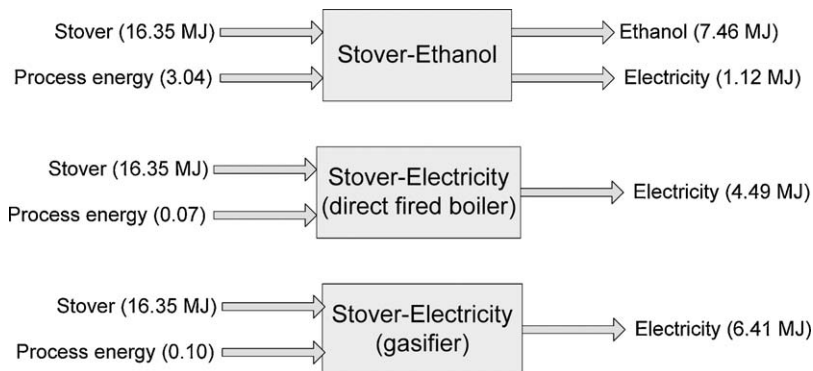 Stover (16.35 MJ)
Process energy (3.04)
Stover-Ethanol
Ethanol (7.46 MJ)
Electricity (1.12 MJ)
Stover (16.35 MJ)
Process energy (0.07)
Stover-Electricity
(direct fired boiler)
Electricity (4.49 MJ)
Stover (16.35 MJ)
Process energy (0.10)
Stover-Electricity
(gasifier)
Electricity (6.41 MJ)